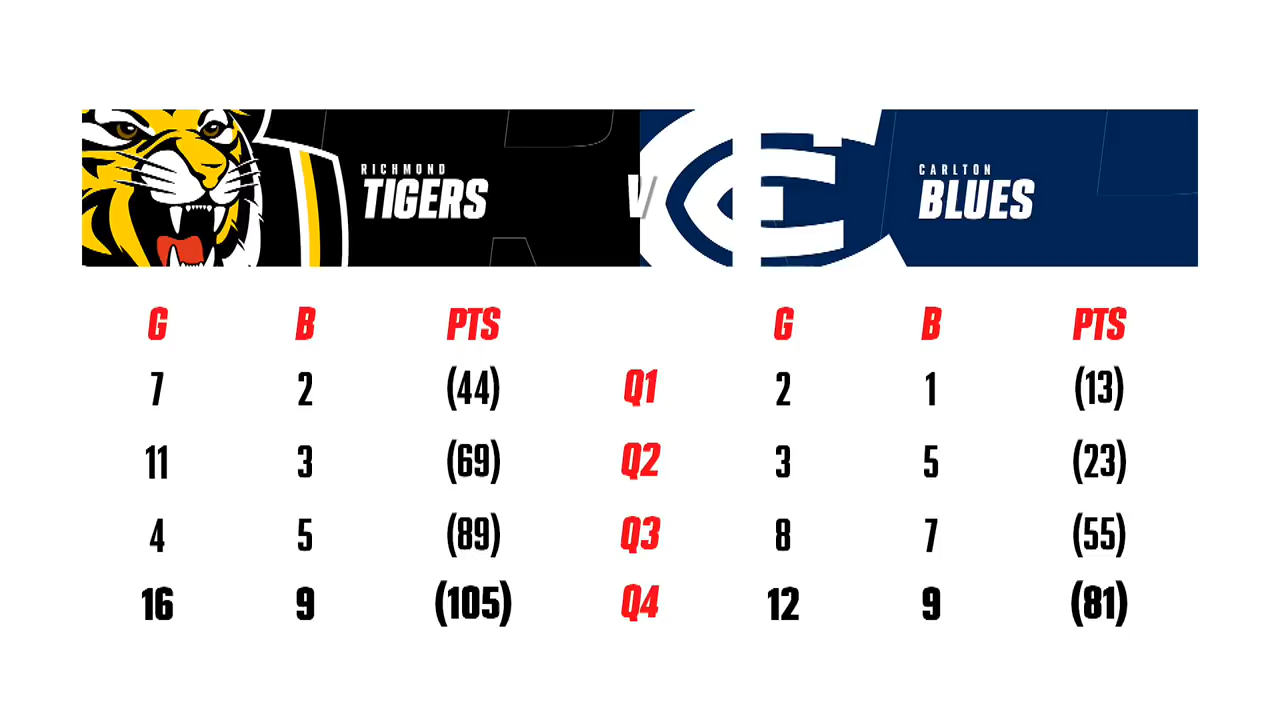 RICHMOND
TIGERS
V
CARLTON
BLUES
G B PTS G B PTS
7 2 (44) Q1 2 1 (13)
11 3 (69) Q2 3 5 (23)
4 5 (89) Q3 8 7 (55)
16 9 (105) Q4 12 9 (81)